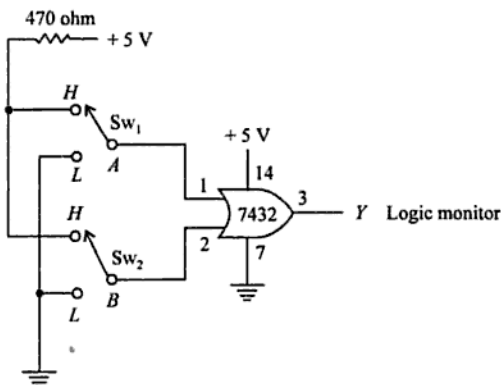 470 ohm
+ 5 V
H
Sw₁
L
A
+ 5 V
14
1
7432
3
Y Logic monitor
H
2
7
Sw₂
L
B